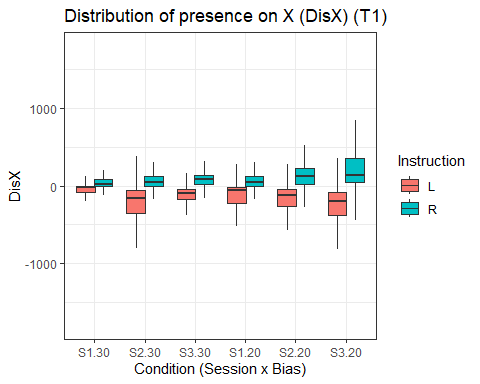 Distribution of presence on X (DisX) (T1)
DisX
1000
0
-1000
S1.30 S2.30 S3.30 S1.20 S2.20 S3.20
Condition (Session x Bias)
Instruction
L
R